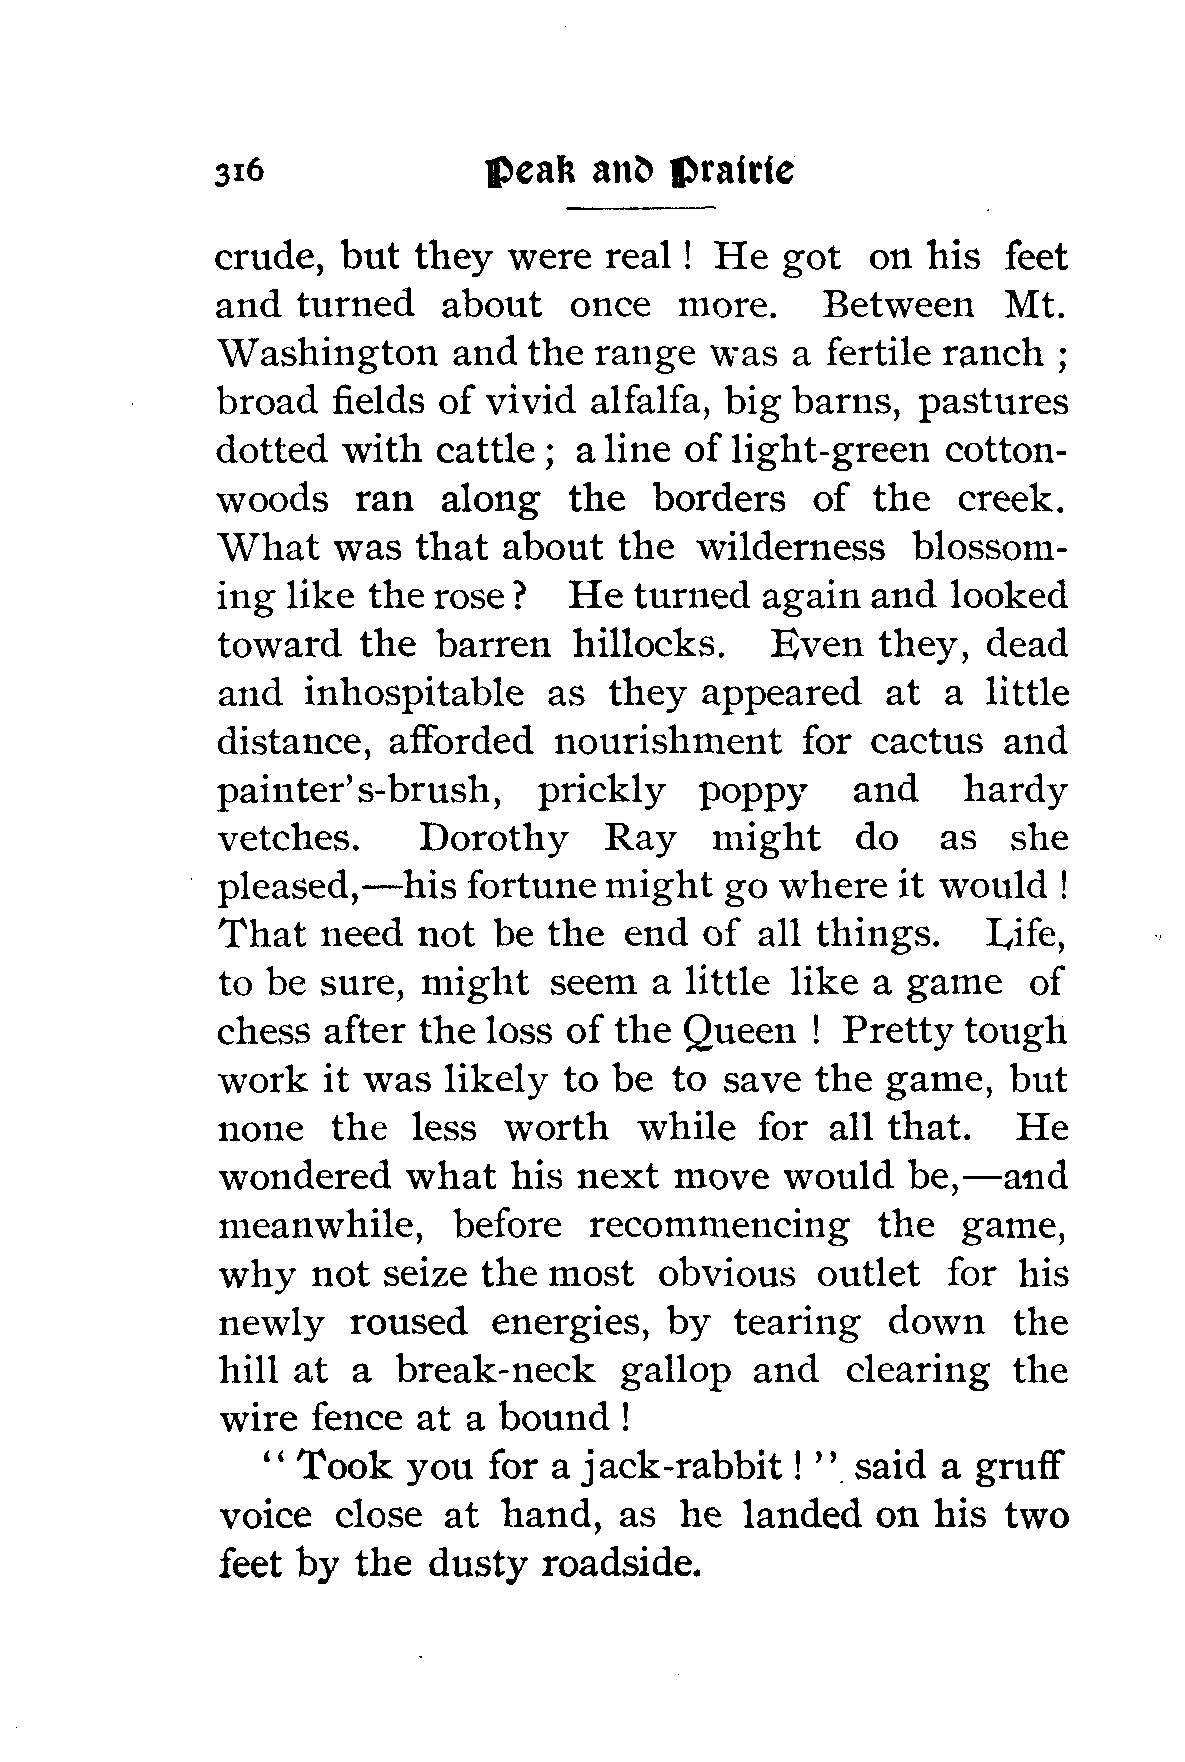 316 Peak and Prairie
crude, but they were real ! He got on his feet
and turned about once more. Between Mt.
Washington and the range was a fertile ranch ;
broad fields of vivid alfalfa, big barns, pastures
dotted with cattle ; a line of light-green cotton-
woods ran along the borders of the creek.
What was that about the wilderness blossom-
ing like the rose ? He turned again and looked
toward the barren hillocks. Even they, dead
and inhospitable as they appeared at a little
distance, afforded nourishment for cactus and
painter's-brush, prickly poppy and hardy
vetches. Dorothy Ray might do as she
pleased,—his fortune might go where it would !
That need not be the end of all things. Life,
to be sure, might seem a little like a game of
chess after the loss of the Queen ! Pretty tough
work it was likely to be to save the game, but
none the less worth while for all that. He
wondered what his next move would be,—and
meanwhile, before recommencing the game,
why not seize the most obvious outlet for his
newly roused energies, by tearing down the
hill at a break-neck gallop and clearing the
wire fence at a bound !
“ Took you for a jack-rabbit ! ” said a gruff
voice close at hand, as he landed on his two
feet by the dusty roadside.